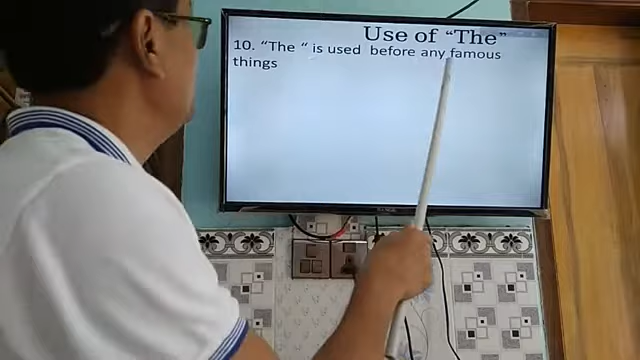 Use of “The”
10. “The “ is used before any famous
things